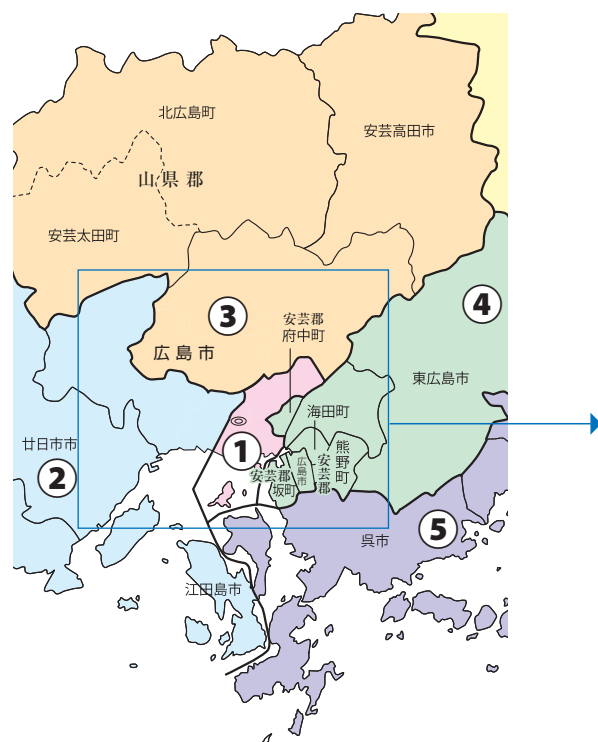 北広島町
安芸高田市
山県郡
安芸太田町
④
③
安芸郡
府中町
広島市
東広島市
海田町
廿日市市
①
熊野町
安芸郡
広島市
安芸郡
坂町
②
⑤
呉市
江田島市